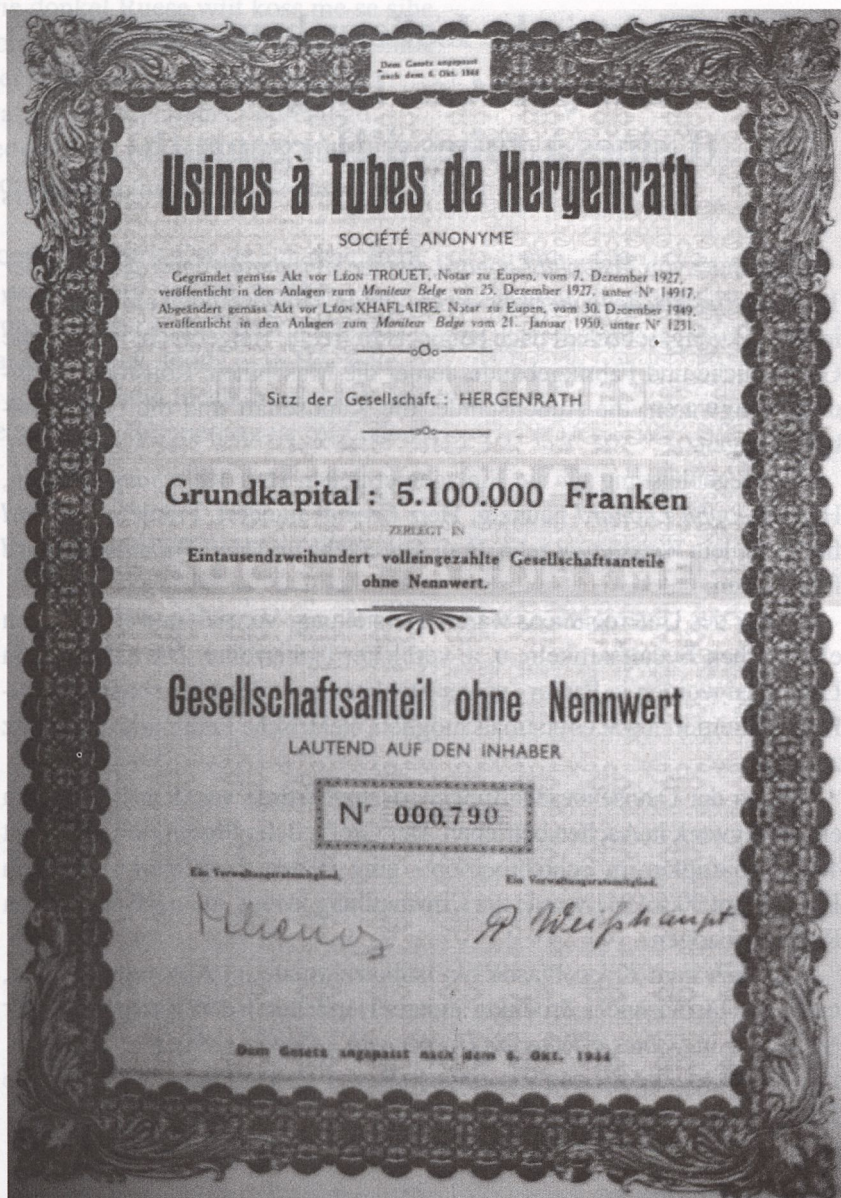 Dem Gesetz angepasst
nach dem 6. Okt. 1944
Usines à Tubes de Hergenrath
SOCIÉTÉ ANONYME
Gegründet gemäss Akt vor LÉON TROUET, Notar zu Eupen, vom 7. Dezember 1927,
veröffentlicht in den Anlagen zum Moniteur Belge von 25. Dezember 1927, unter Nr 14917.
Abgeändert gemäss Akt vor LÉON XHAFLAIRE, Notar zu Eupen, vom 30. Dezember 1949,
veröffentlicht in den Anlagen zum Moniteur Belge vom 21. Januar 1950, unter Nr 1231.
Sitz der Gesellschaft : HERGENRATH
Grundkapital : 5.100.000 Franken
ZERLEGT IN
Eintausendzweihundert volleingezahlte Gesellschaftsanteile
ohne Nennwert.
Gesellschaftsanteil ohne Nennwert
LAUTEND AUF DEN INHABER
Nr 000,790
Ein Verwaltungsratsmitglied,
Ein Verwaltungsratsmitglied,
P Weißhaupt
Dem Gesetz angepasst nach dem 6. Okt. 1944